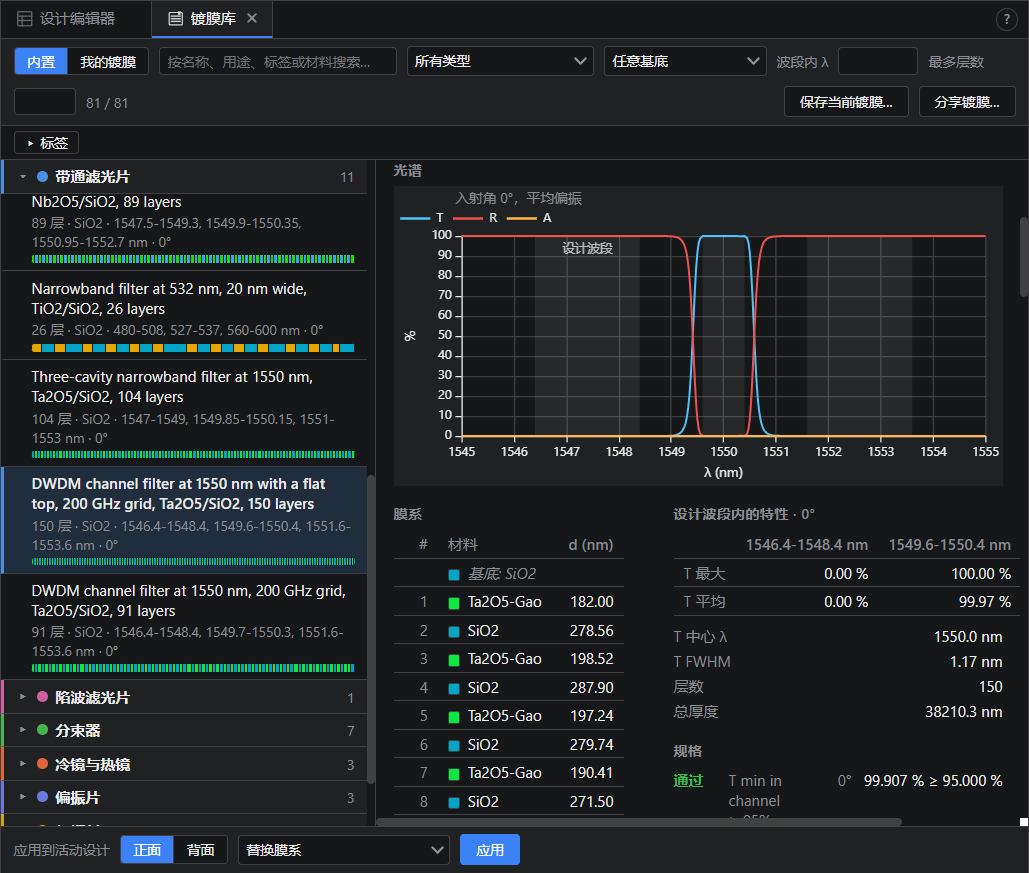 设计编辑器
镀膜库 ×
?
内置 我的镀膜 按名称、用途、标签或材料搜索... 所有类型 任意基底 波段内 λ 最多层数
81 / 81 保存当前镀膜... 分享镀膜...
▸ 标签
带通滤光片 11
Nb2O5/SiO2, 89 layers
89 层 · SiO2 · 1547.5-1549.3, 1549.9-1550.35,
1550.95-1552.7 nm · 0°
Narrowband filter at 532 nm, 20 nm wide,
TiO2/SiO2, 26 layers
26 层 · SiO2 · 480-508, 527-537, 560-600 nm · 0°
Three-cavity narrowband filter at 1550 nm,
Ta2O5/SiO2, 104 layers
104 层 · SiO2 · 1547-1549, 1549.85-1550.15, 1551-
1553 nm · 0°
DWDM channel filter at 1550 nm with a flat
top, 200 GHz grid, Ta2O5/SiO2, 150 layers
150 层 · SiO2 · 1546.4-1548.4, 1549.6-1550.4, 1551.6-
1553.6 nm · 0°
DWDM channel filter at 1550 nm, 200 GHz grid,
Ta2O5/SiO2, 91 layers
91 层 · SiO2 · 1546.4-1548.4, 1549.7-1550.3, 1551.6-
1553.6 nm · 0°
陷波滤光片 1
分束器 7
冷镜与热镜 3
偏振片 3
光谱
入射角 0°，平均偏振
T R A
设计波段
100
90
80
70
60
50
40
30
20
10
0
%
1545 1546 1547 1548 1549 1550 1551 1552 1553 1554 1555
λ (nm)
膜系
# 材料 d (nm)
基底: SiO2
1 Ta2O5-Gao 182.00
2 SiO2 278.56
3 Ta2O5-Gao 198.52
4 SiO2 287.90
5 Ta2O5-Gao 197.24
6 SiO2 279.74
7 Ta2O5-Gao 190.41
8 SiO2 271.50
设计波段内的特性 · 0°
1546.4-1548.4 nm 1549.6-1550.4 nm
T 最大 0.00 % 100.00 %
T 平均 0.00 % 99.97 %
T 中心 λ 1550.0 nm
T FWHM 1.17 nm
层数 150
总厚度 38210.3 nm
规格
通过 T min in 0° 99.907 % ≥ 95.000 %
channel
应用到活动设计 正面 背面 替换膜系 应用